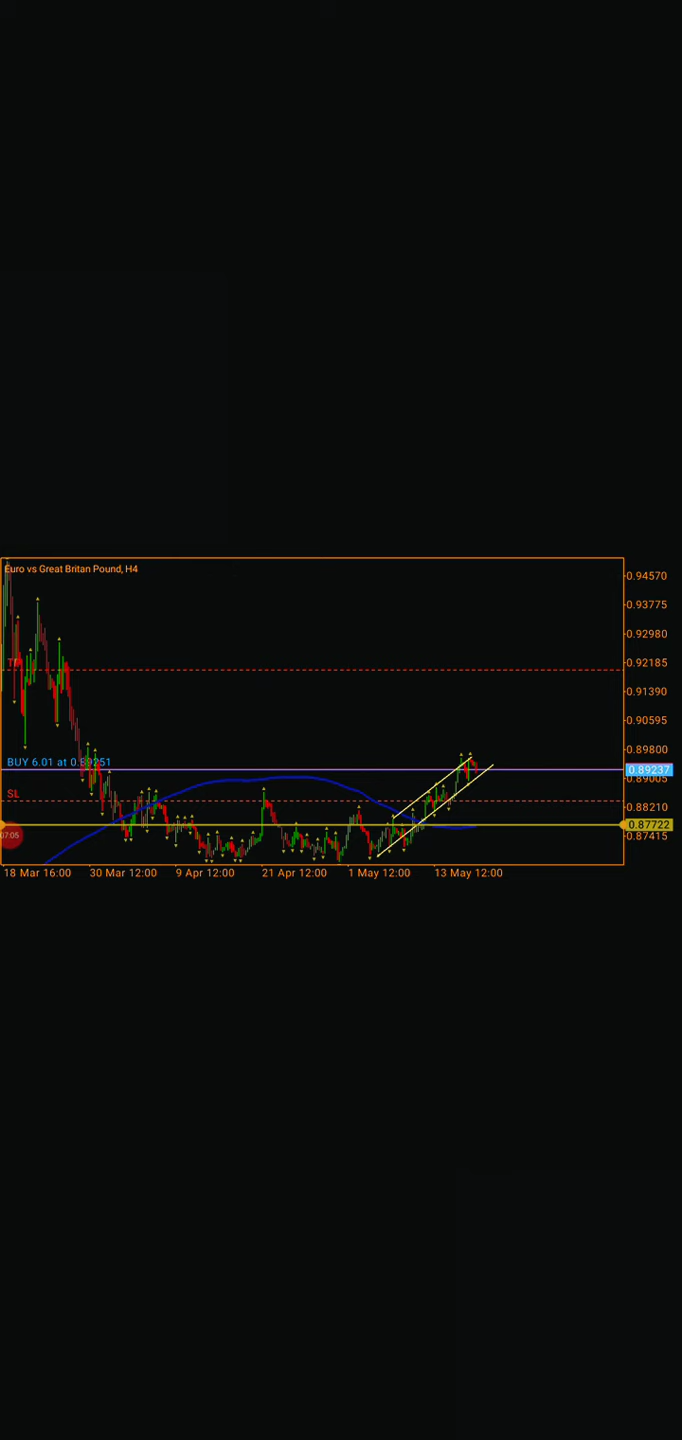 Euro vs Great Britan Pound, H4
0.94570
0.93775
0.92980
TP
0.92185
0.91390
0.90595
0.89800
BUY 6.01 at 0.89251
0.89237
0.89005
SL
0.88210
0.87722
07:05
0.87415
18 Mar 16:00 30 Mar 12:00 9 Apr 12:00 21 Apr 12:00 1 May 12:00 13 May 12:00